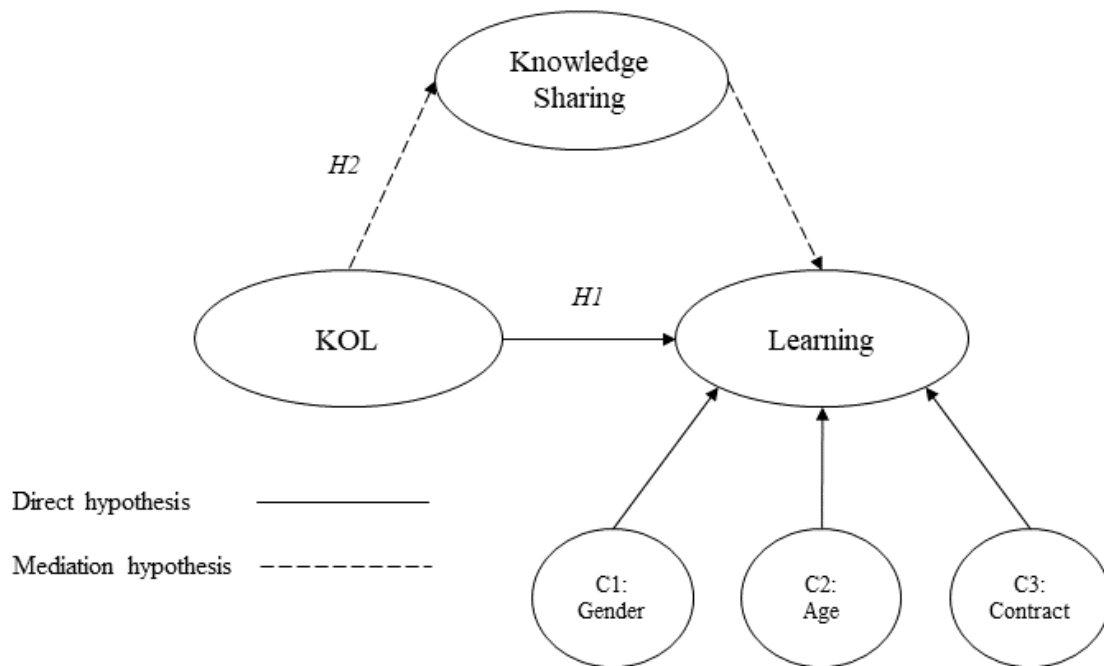 Knowledge
Sharing
H2
H1
KOL
Learning
Direct hypothesis
Mediation hypothesis
C1:
Gender
C2:
Age
C3:
Contract